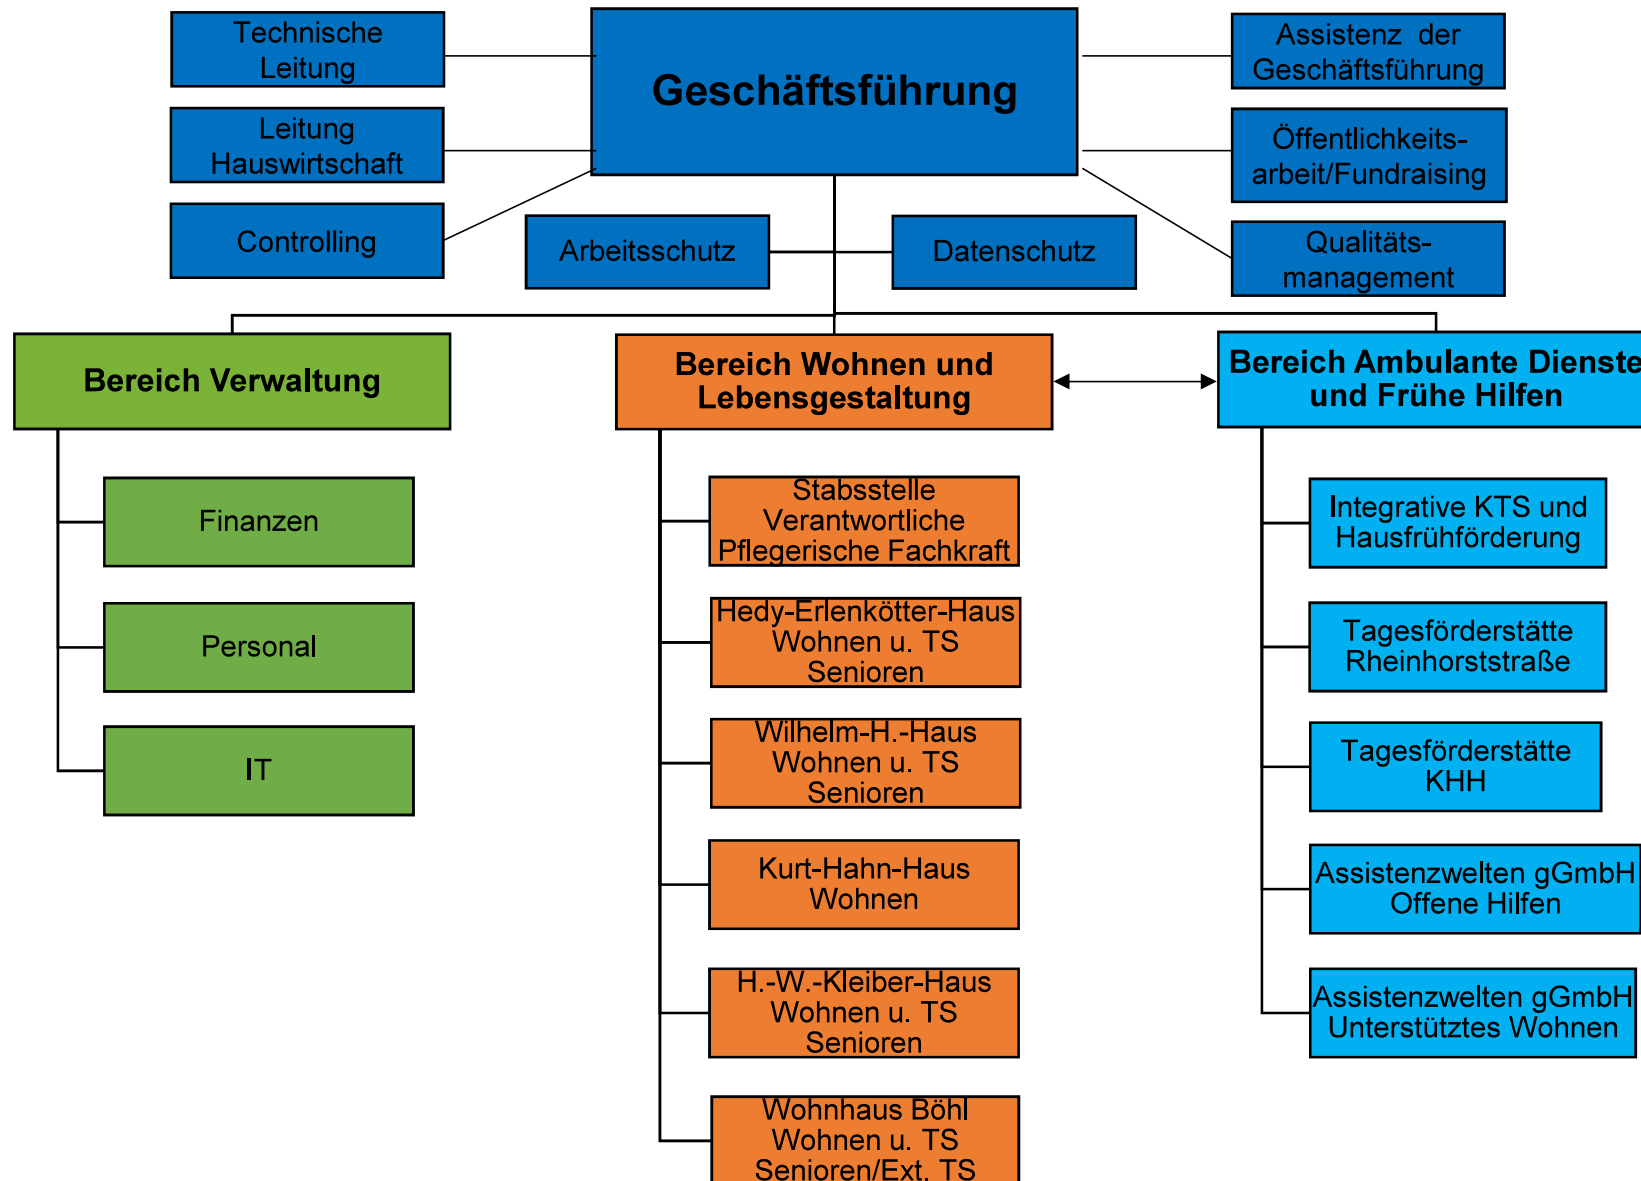 Technische
Leitung
Geschäftsführung
Assistenz der
Geschäftsführung
Leitung
Hauswirtschaft
Öffentlichkeits-
arbeit/Fundraising
Controlling
Arbeitsschutz
Datenschutz
Qualitäts-
management
Bereich Verwaltung
Bereich Wohnen und
Lebensgestaltung
Bereich Ambulante Dienste
und Frühe Hilfen
Finanzen
Personal
IT
Stabsstelle
Verantwortliche
Pflegerische Fachkraft
Hedy-Erlenkötter-Haus
Wohnen u. TS
Senioren
Wilhelm-H.-Haus
Wohnen u. TS
Senioren
Kurt-Hahn-Haus
Wohnen
H.-W.-Kleiber-Haus
Wohnen u. TS
Senioren
Wohnhaus Böhl
Wohnen u. TS
Senioren/Ext. TS
Integrative KTS und
Hausfrühförderung
Tagesförderstätte
Rheinhorststraße
Tagesförderstätte
KHH
Assistenzwelten gGmbH
Offene Hilfen
Assistenzwelten gGmbH
Unterstütztes Wohnen